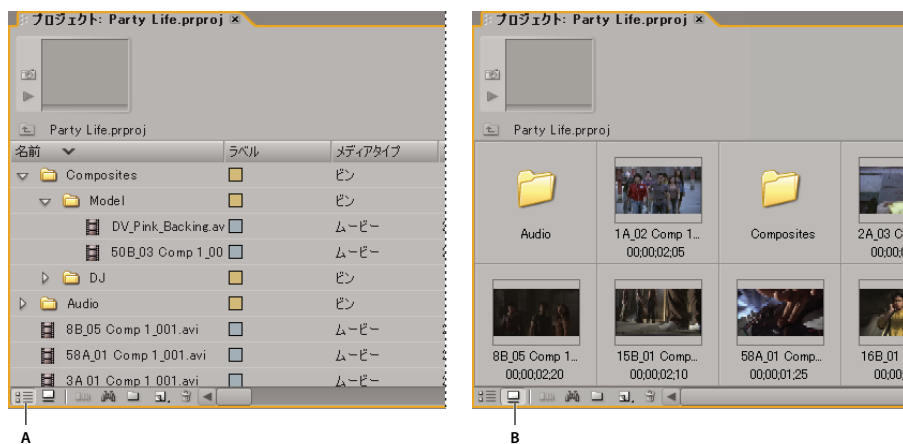 プロジェクト: Party Life.prproj ×
Party Life.prproj
名前 ラベル メディアタイプ
Composites ビン
Model ビン
DV_Pink_Backing.av ムービー
50B_03 Comp 1_00 ムービー
DJ ビン
Audio ビン
8B_05 Comp 1_001.avi ムービー
58A_01 Comp 1_001.avi ムービー
3A 01 Comp 1 001.avi ムービー
A
プロジェクト: Party Life.prproj ×
Party Life.prproj
Audio
1A_02 Comp 1...
00;00;02;05
Composites
2A_03 C
00;00;
8B_05 Comp 1...
00;00;02;20
15B_01 Comp...
00;00;02;10
58A_01 Comp...
00;00;01;25
16B_01
00;00;
B